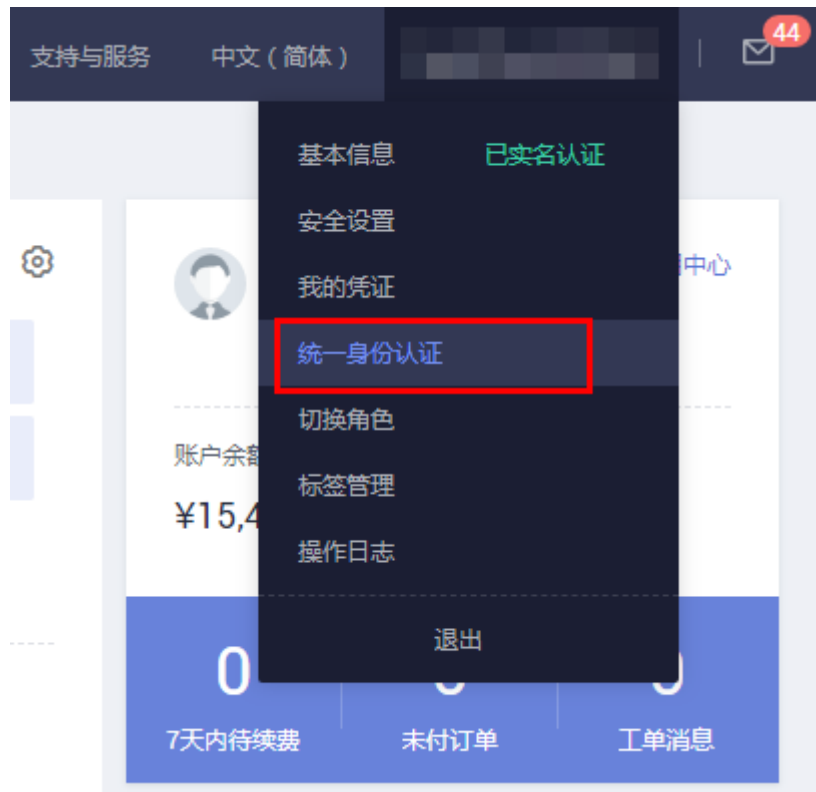 支持与服务 中文（简体） 44
基本信息 已实名认证
安全设置
中心
我的凭证
统一身份认证
切换角色
账户余额
标签管理
¥15,4
操作日志
退出
0
7天内待续费 未付订单 工单消息